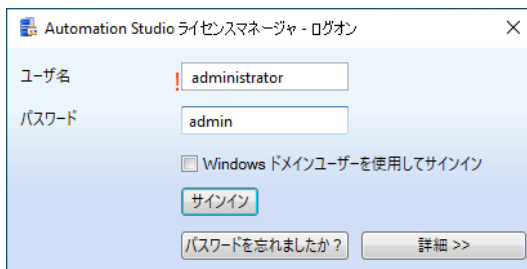 Automation Studio ライセンスマネージャ - ログオン
ユーザ名 ! administrator
パスワード admin
Windows ドメインユーザーを使用してサインイン
サインイン
パスワードを忘れましたか？ 詳細 >>